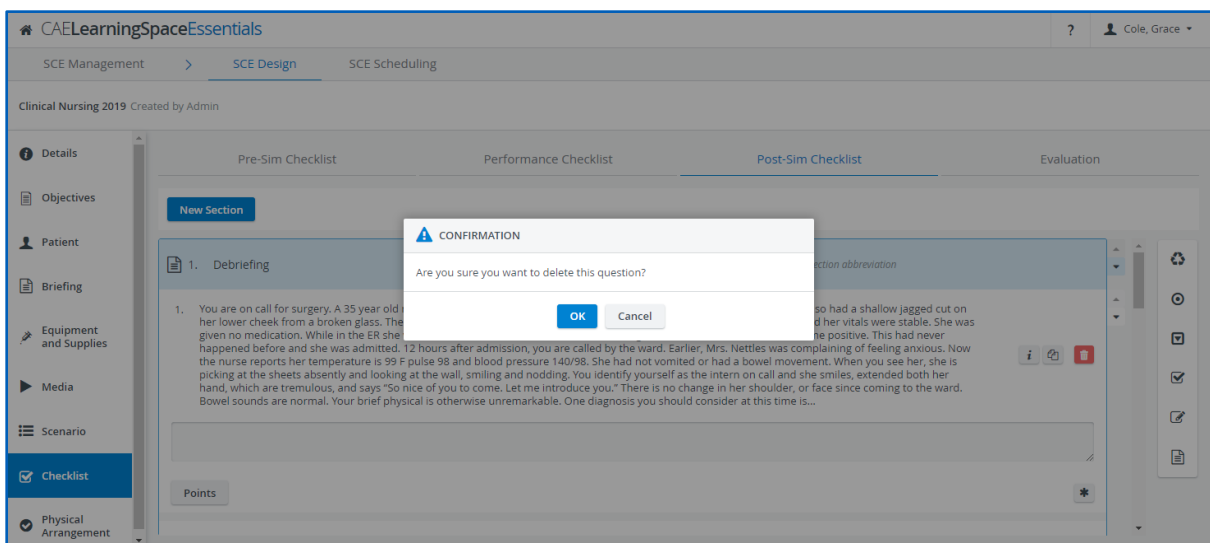 CAELearningSpaceEssentials
? Cole, Grace
SCE Management > SCE Design SCE Scheduling
Clinical Nursing 2019 Created by Admin
Details
Objectives
Patient
Briefing
Equipment
and Supplies
Media
Scenario
Checklist
Physical
Arrangement
Pre-Sim Checklist Performance Checklist Post-Sim Checklist Evaluation
New Section
CONFIRMATION
Are you sure you want to delete this question?
OK Cancel
1. Debriefing
abbreviation
1. You are on call for surgery. A 35 year old
so had a shallow jagged cut on
her lower cheek from a broken glass. The
d her vitals were stable. She was
given no medication. While in the ER she
positive. This had never
happened before and she was admitted. 12 hours after admission, you are called by the ward. Earlier, Mrs. Nettles was complaining of feeling anxious. Now
the nurse reports her temperature is 99 F pulse 98 and blood pressure 140/98. She had not vomited or had a bowel movement. When you see her, she is
picking at the sheets absently and looking at the wall, smiling and nodding. You identify yourself as the intern on call and she smiles, extended both her
hand, which are tremulous, and says "So nice of you to come. Let me introduce you." There is no change in her shoulder, or face since coming to the ward.
Bowel sounds are normal. Your brief physical is otherwise unremarkable. One diagnosis you should consider at this time is...
Points